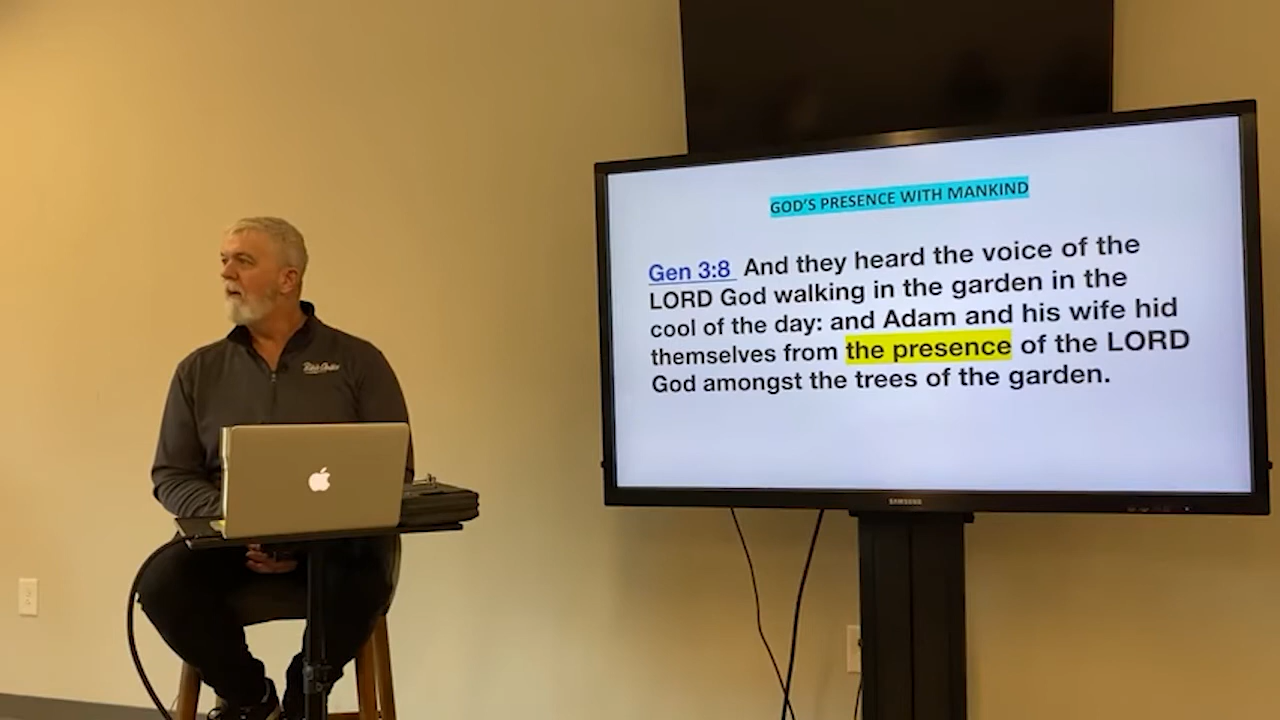 GOD'S PRESENCE WITH MANKIND
Gen 3:8 And they heard the voice of the
LORD God walking in the garden in the
cool of the day: and Adam and his wife hid
themselves from the presence of the LORD
God amongst the trees of the garden.
SAMSUNG